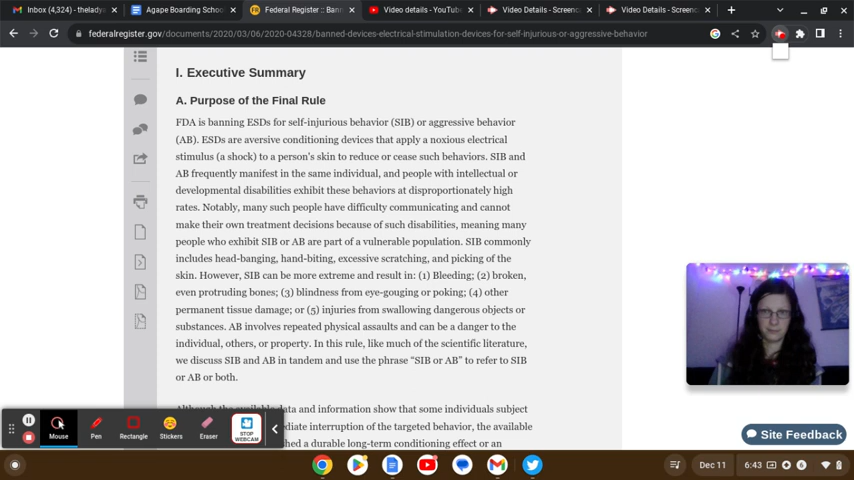 Inbox (4,324) - theladya
Agape Boarding Schoo
Federal Register :: Bann
Video details - YouTube
Video Details - Screenc
Video Details - Screenc
federalregister.gov/documents/2020/03/06/2020-04328/banned-devices-electrical-stimulation-devices-for-self-injurious-or-aggressive-behavior
I. Executive Summary
A. Purpose of the Final Rule
FDA is banning ESDs for self-injurious behavior (SIB) or aggressive behavior
(AB). ESDs are aversive conditioning devices that apply a noxious electrical
stimulus (a shock) to a person's skin to reduce or cease such behaviors. SIB and
AB frequently manifest in the same individual, and people with intellectual or
developmental disabilities exhibit these behaviors at disproportionately high
rates. Notably, many such people have difficulty communicating and cannot
make their own treatment decisions because of such disabilities, meaning many
people who exhibit SIB or AB are part of a vulnerable population. SIB commonly
includes head-banging, hand-biting, excessive scratching, and picking of the
skin. However, SIB can be more extreme and result in: (1) Bleeding; (2) broken,
even protruding bones; (3) blindness from eye-gouging or poking; (4) other
permanent tissue damage; or (5) injuries from swallowing dangerous objects or
substances. AB involves repeated physical assaults and can be a danger to the
individual, others, or property. In this rule, like much of the scientific literature,
we discuss SIB and AB in tandem and use the phrase “SIB or AB” to refer to SIB
or AB or both.
Although the available data and information show that some individuals subject
ediate interruption of the targeted behavior, the available
hed a durable long-term conditioning effect or an
Mouse
Pen
Rectangle
Stickers
Eraser
STOP
WEBCAM
Site Feedback
Dec 11
6:43
6